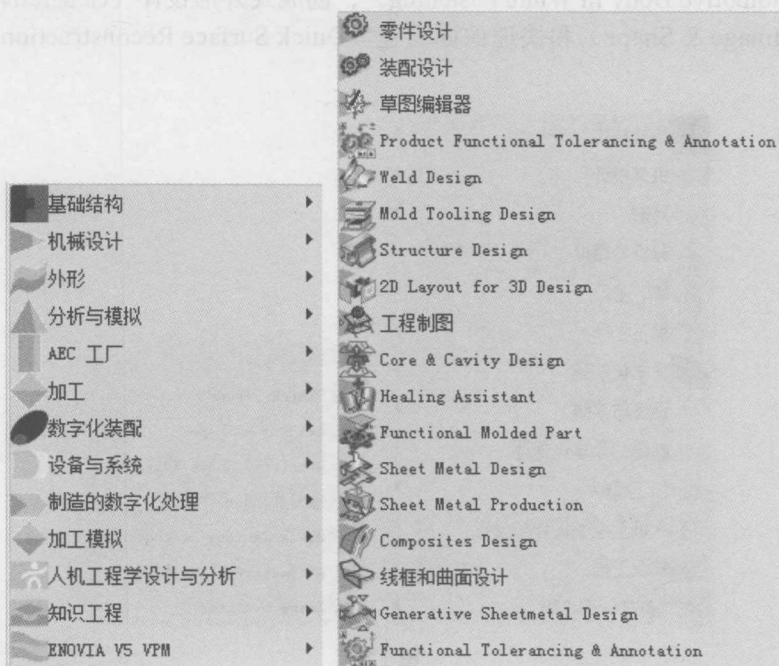 零件设计
装配设计
草图编辑器
Product Functional Tolerancing & Annotation
Weld Design
Mold Tooling Design
Structure Design
2D Layout for 3D Design
工程制图
Core & Cavity Design
Healing Assistant
Functional Molded Part
Sheet Metal Design
Sheet Metal Production
Composites Design
线框和曲面设计
Generative Sheetmetal Design
Functional Tolerancing & Annotation
基础结构
机械设计
外形
分析与模拟
AEC 工厂
加工
数字化装配
设备与系统
制造的数字化处理
加工模拟
人机工程学设计与分析
知识工程
ENOVIA V5 VPM